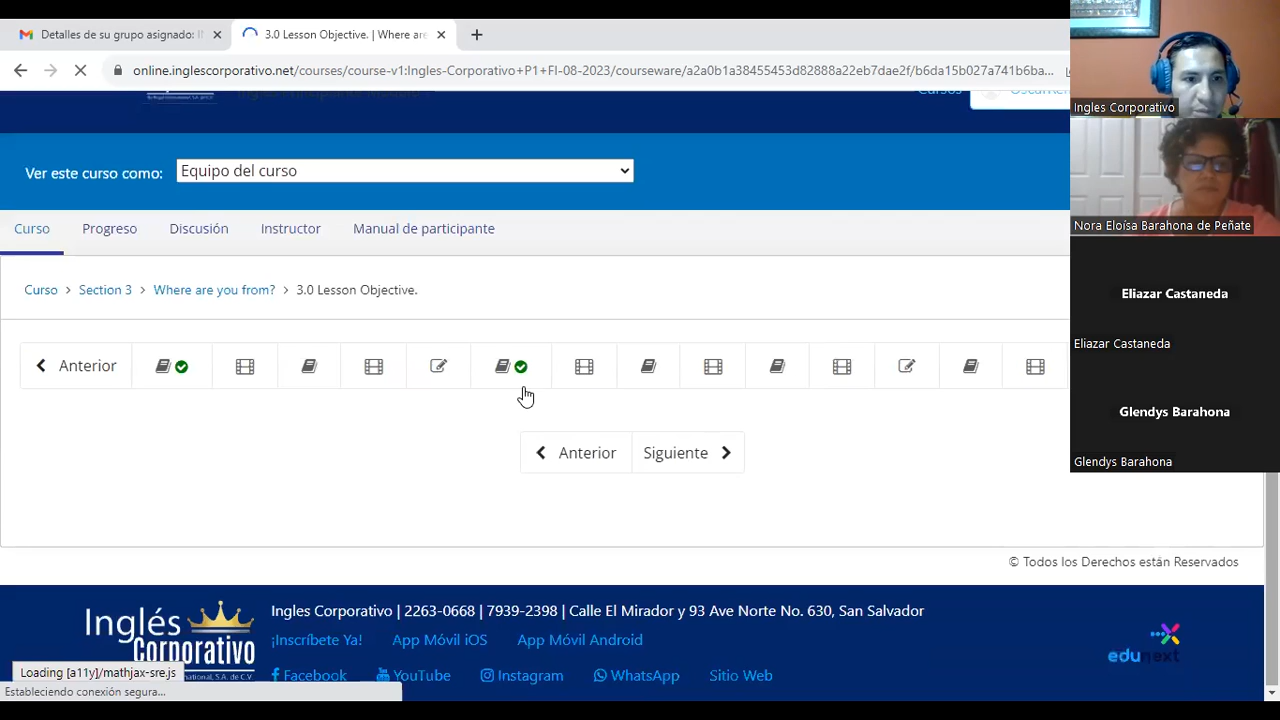 Detalles de su grupo asignado: I
3.0 Lesson Objective. | Where are
online.inglescorporativo.net/courses/course-v1:Ingles-Corporativo+P1+FI-08-2023/courseware/a2a0b1a38455453d82888a22eb7dae2f/b6da15b027a741b6ba...
Ingles Corporativo
Cursos
Ver este curso como:
Equipo del curso
Nora Eloísa Barahona de Peñate
Curso
Progreso
Discusión
Instructor
Manual de participante
Curso > Section 3 > Where are you from? > 3.0 Lesson Objective.
Eliazar Castaneda
Eliazar Castaneda
Anterior
Glendys Barahona
Glendys Barahona
Anterior
Siguiente
© Todos los Derechos están Reservados
Inglés
Corporativo
Ingles Corporativo | 2263-0668 | 7939-2398 | Calle El Mirador y 93 Ave Norte No. 630, San Salvador
¡Inscríbete Ya!
App Móvil iOS
App Móvil Android
edunext
Facebook
YouTube
Instagram
WhatsApp
Sitio Web
Loading [a11y]/mathjax-sre.js
Estableciendo conexión segura...